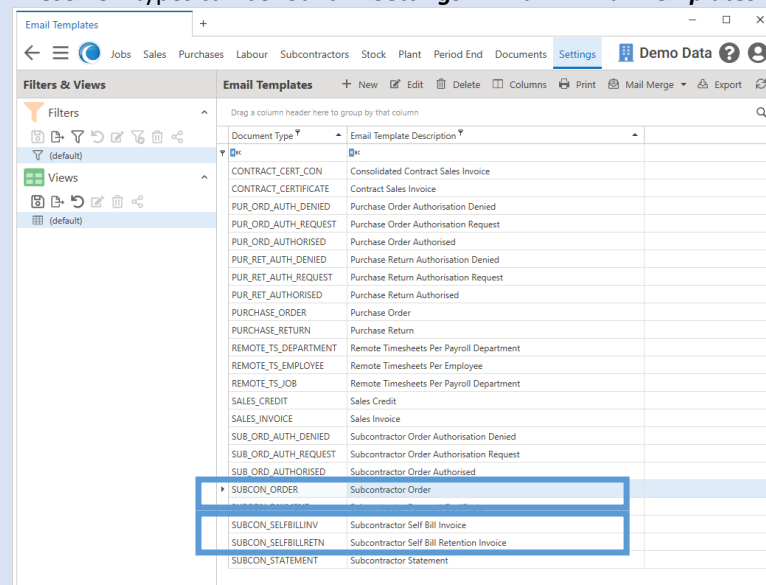 Email Templates
+
Jobs Sales Purchases Labour Subcontractors Stock Plant Period End Documents Settings Demo Data
Filters & Views
Email Templates + New Edit Delete Columns Print Mail Merge Export
Filters
Drag a column header here to group by that column
Document Type Email Template Description
(default)
Views
CONTRACT_CERT_CON Consolidated Contract Sales Invoice
CONTRACT_CERTIFICATE Contract Sales Invoice
(default)
PUR_ORD_AUTH_DENIED Purchase Order Authorisation Denied
PUR_ORD_AUTH_REQUEST Purchase Order Authorisation Request
PUR_ORD_AUTHORISED Purchase Order Authorised
PUR_RET_AUTH_DENIED Purchase Return Authorisation Denied
PUR_RET_AUTH_REQUEST Purchase Return Authorisation Request
PUR_RET_AUTHORISED Purchase Return Authorised
PURCHASE_ORDER Purchase Order
PURCHASE_RETURN Purchase Return
REMOTE_TS_DEPARTMENT Remote Timesheets Per Payroll Department
REMOTE_TS_EMPLOYEE Remote Timesheets Per Employee
REMOTE_TS_JOB Remote Timesheets Per Payroll Department
SALES_CREDIT Sales Credit
SALES_INVOICE Sales Invoice
SUB_ORD_AUTH_DENIED Subcontractor Order Authorisation Denied
SUB_ORD_AUTH_REQUEST Subcontractor Order Authorisation Request
SUB_ORD_AUTHORISED Subcontractor Order Authorised
SUBCON_ORDER Subcontractor Order
SUBCON_SELFBILLINV Subcontractor Self Bill Invoice
SUBCON_SELFBILLRETN Subcontractor Self Bill Retention Invoice
SUBCON_STATEMENT Subcontractor Statement